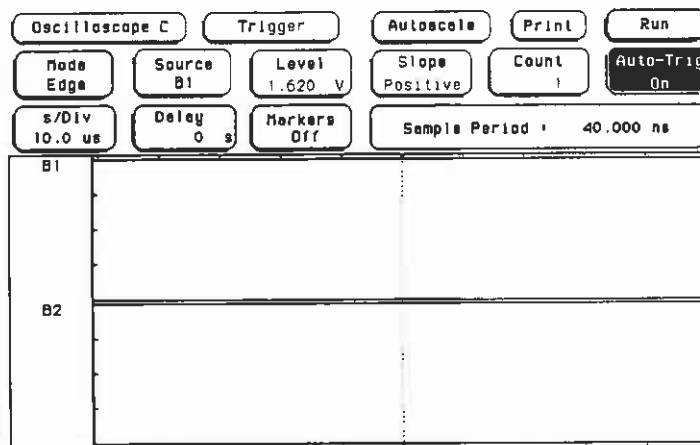 Oscilloscope C Trigger Autoscale Print Run
Mode Source Level Slope Count Auto-Trig
Edge B1 1.620 V Positive 1 On
s/Div Delay Markers
10.0 us 0 s Off Sample Period : 40.000 ns
B1
B2